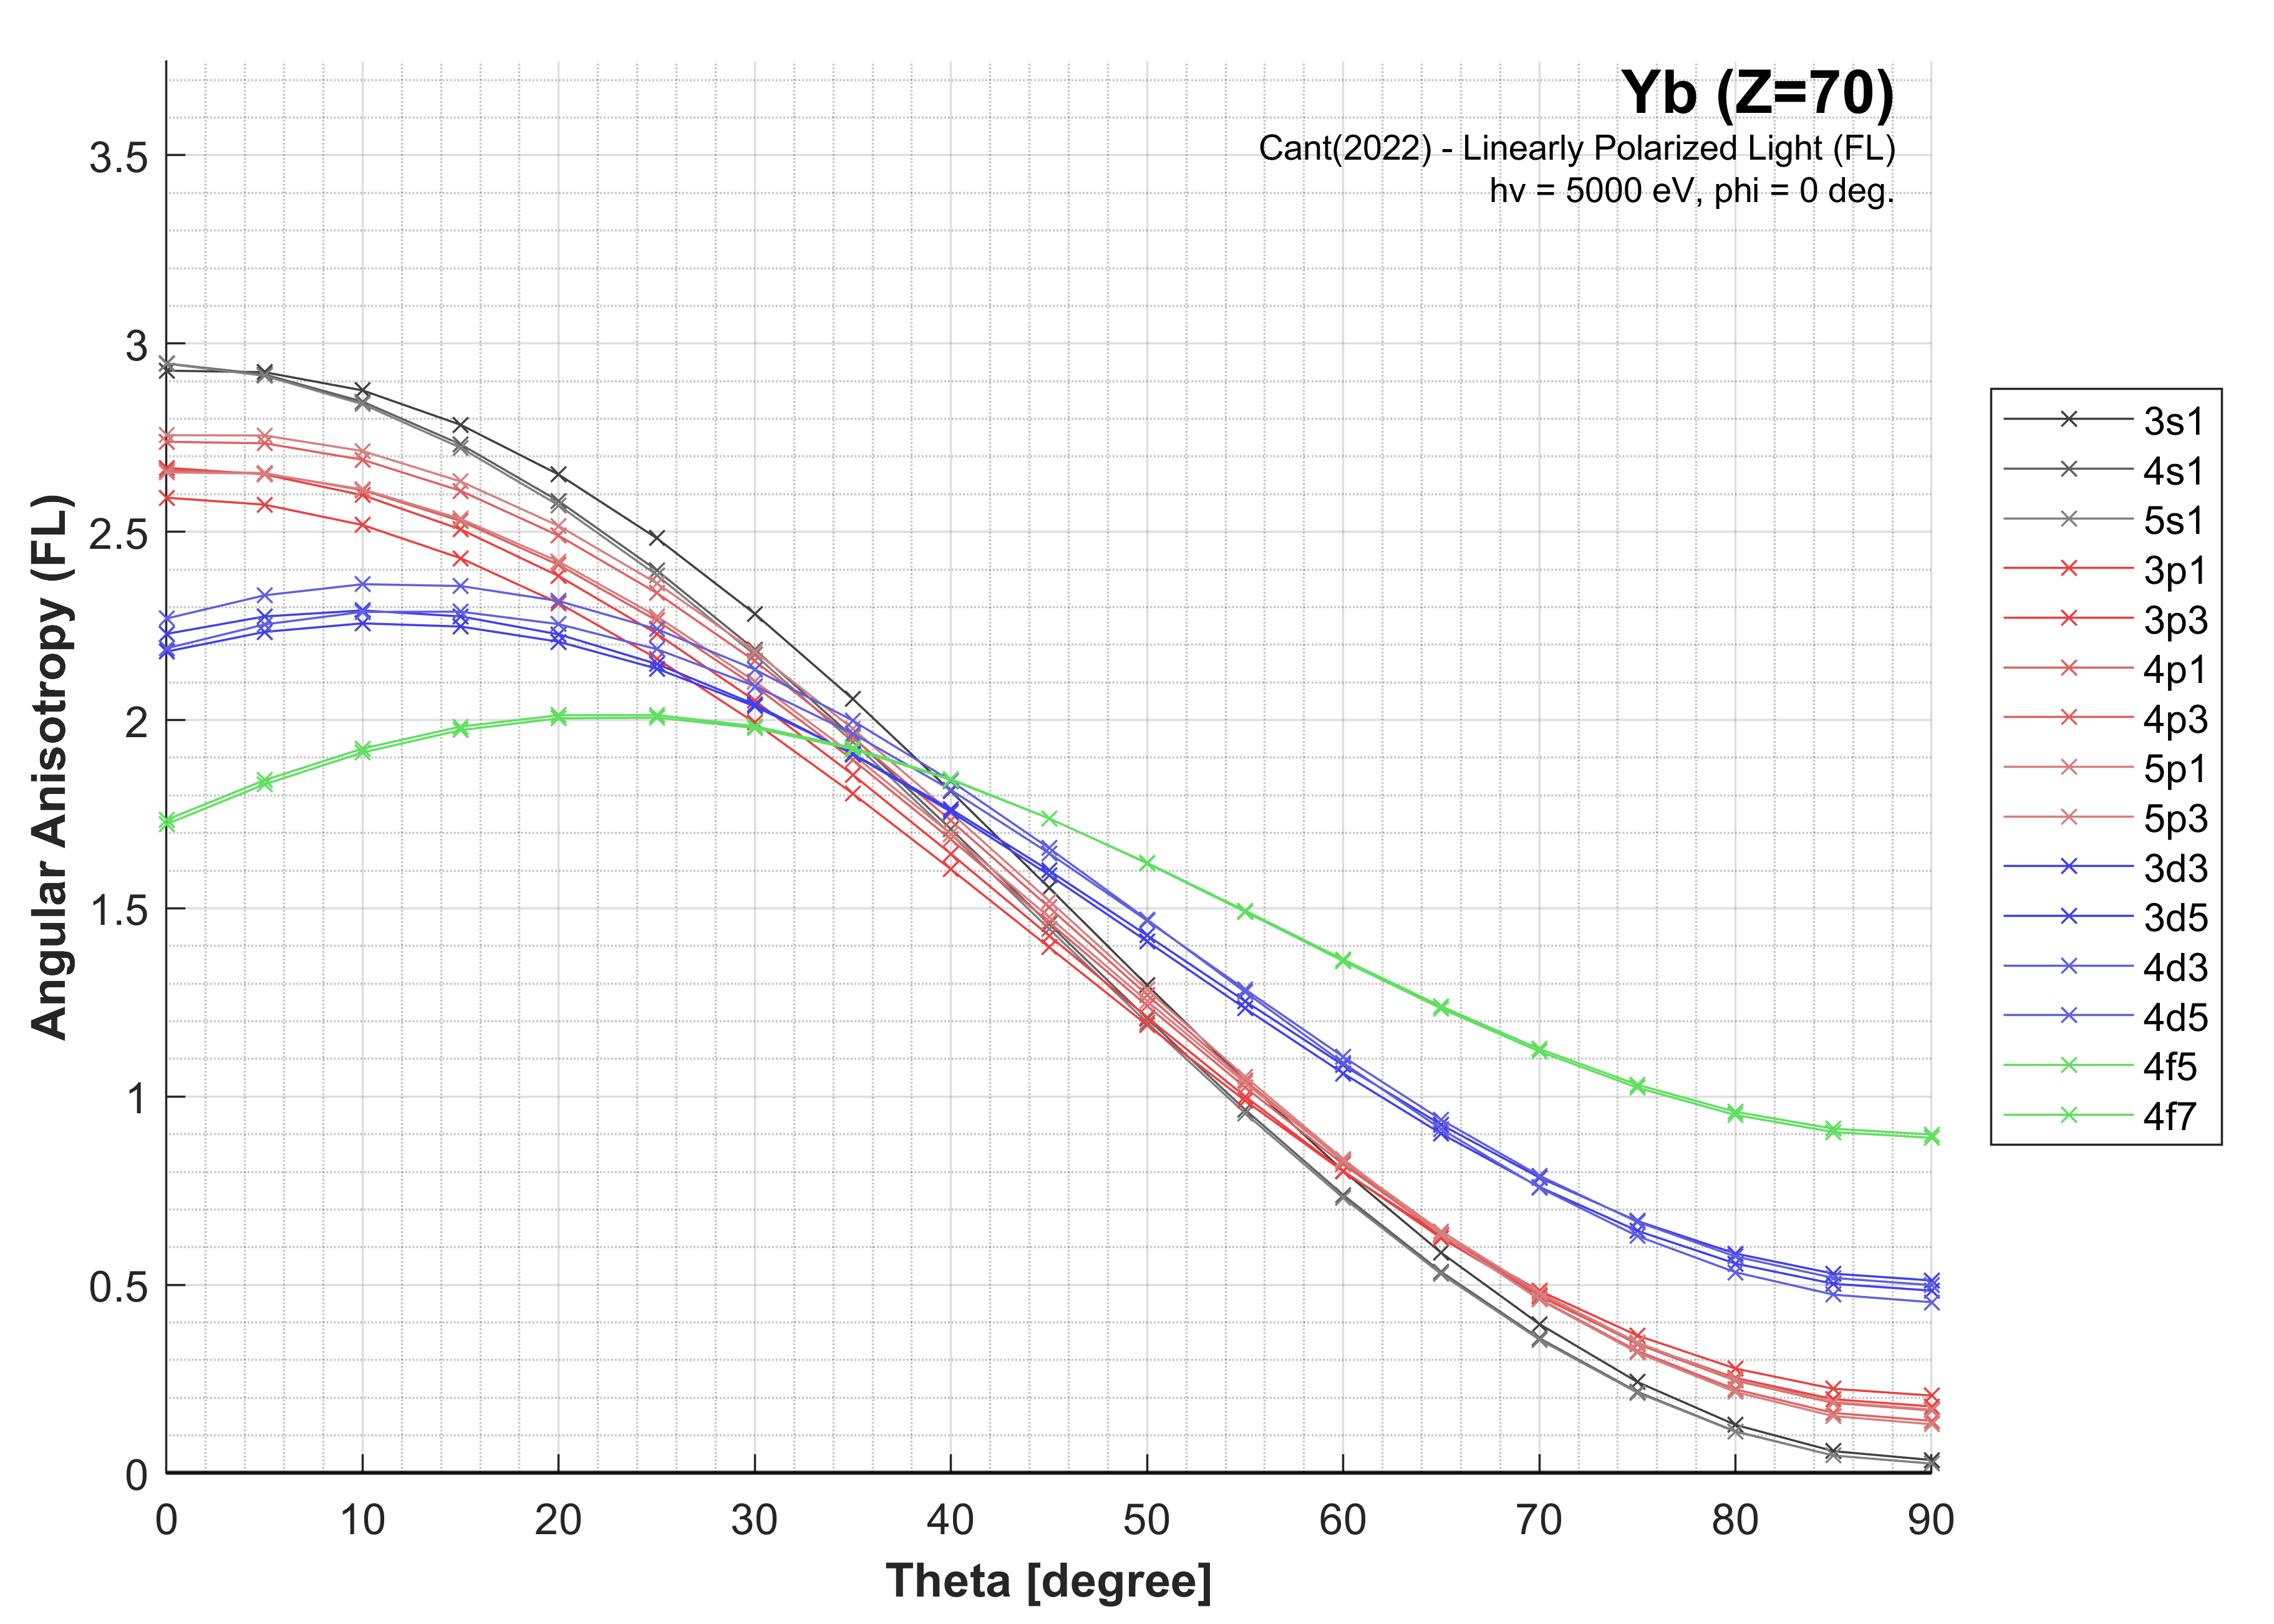 Yb (Z=70)
Cant(2022) - Linearly Polarized Light (FL)
hv = 5000 eV, phi = 0 deg.
Angular Anisotropy (FL)
3.5
3
2.5
2
1.5
1
0.5
0
0 10 20 30 40 50 60 70 80 90
Theta [degree]
3s1
4s1
5s1
3p1
3p3
4p1
4p3
5p1
5p3
3d3
3d5
4d3
4d5
4f5
4f7